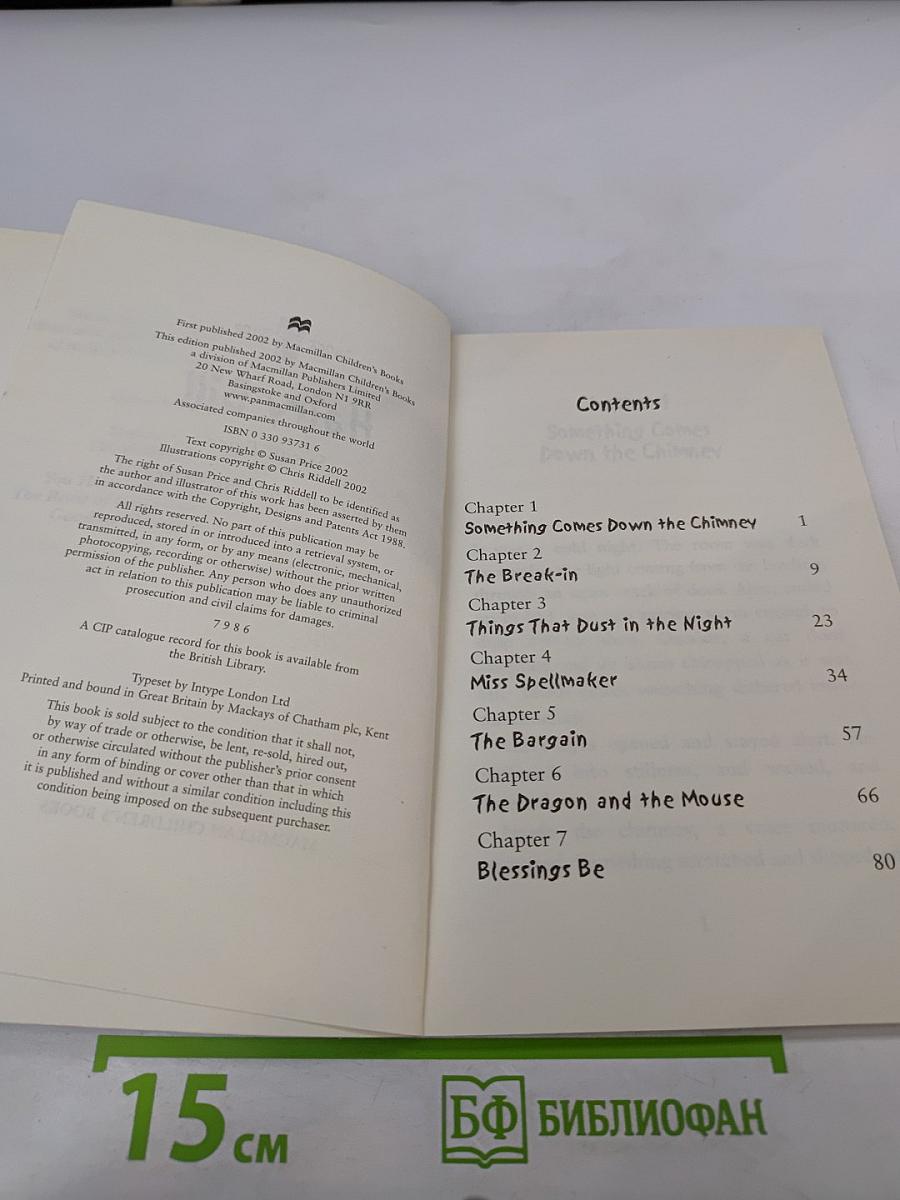 First published 2002 by Macmillan Children's Books
This edition published 2002 by Macmillan Children's Books
a division of Macmillan Publishers Limited
20 New Wharf Road, London N1 9RR
Basingstoke and Oxford
www.panmacmillan.com
Associated companies throughout the world
ISBN 0 330 93731 6
Text copyright © Susan Price 2002
Illustrations copyright © Chris Riddell 2002
The right of Susan Price and Chris Riddell to be identified as
the author and illustrator of this work has been asserted by them
in accordance with the Copyright, Designs and Patents Act 1988.
All rights reserved. No part of this publication may be
reproduced, stored in or introduced into a retrieval system, or
transmitted, in any form, or by any means (electronic, mechanical,
photocopying, recording or otherwise) without the prior written
permission of the publisher. Any person who does any unauthorized
act in relation to this publication may be liable to criminal
prosecution and civil claims for damages.
7 9 8 6
A CIP catalogue record for this book is available from
the British Library.
Typeset by Intype London Ltd
Printed and bound in Great Britain by Mackays of Chatham plc, Kent
This book is sold subject to the condition that it shall not,
by way of trade or otherwise, be lent, re-sold, hired out,
or otherwise circulated without the publisher's prior consent
in any form of binding or cover other than that in which
it is published and without a similar condition including this
condition being imposed on the subsequent purchaser.
Contents
Chapter 1
Something Comes Down the Chimney 1
Chapter 2
The Break-in 9
Chapter 3
Things That Dust in the Night 23
Chapter 4
Miss Spellmaker 34
Chapter 5
The Bargain 57
Chapter 6
The Dragon and the Mouse 66
Chapter 7
Blessings Be 80
15 см
БФ БИБЛИОФАН